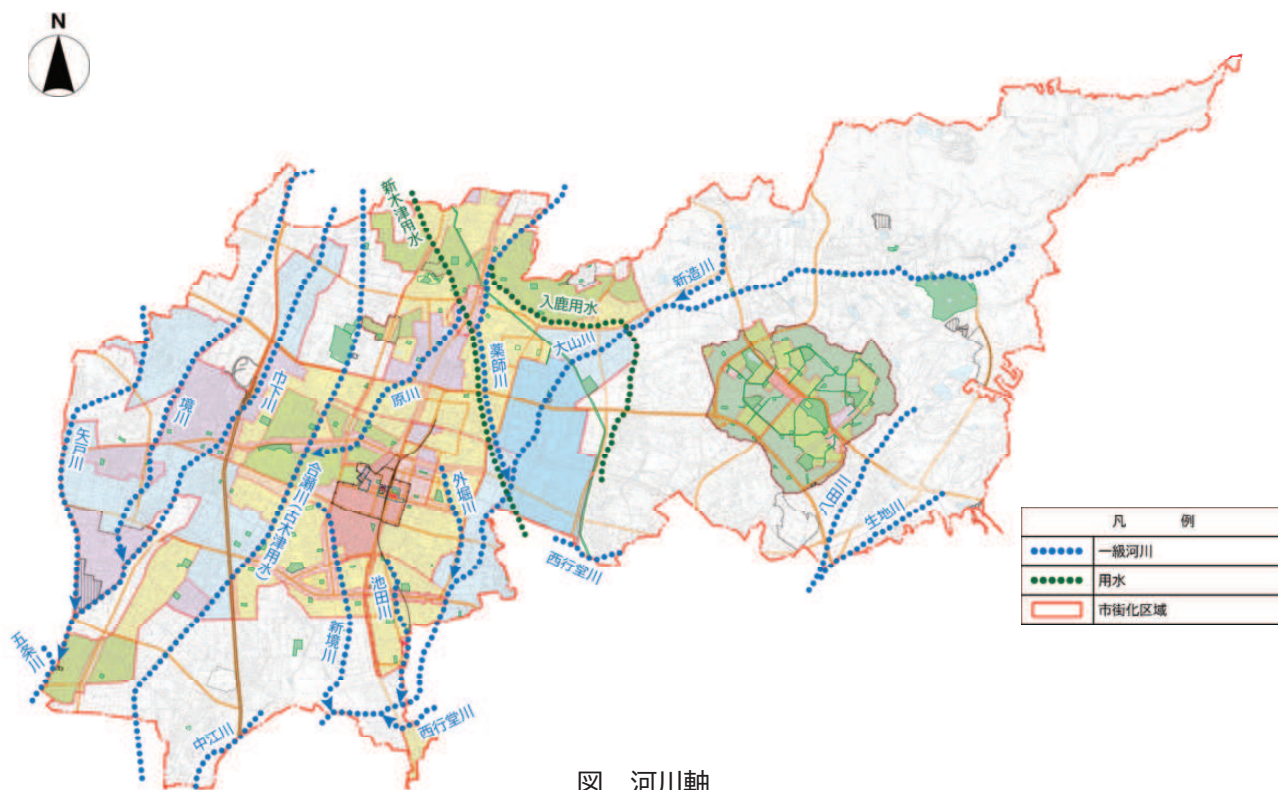 N
新木津用水
新造川
入鹿用水
大山川
薬師川
巾下川
原川
境川
矢戸川
合瀬川(古木津用水)
外堀川
八田川
生地川
西行堂川
池田川
新境川
五条川
西行堂川
中江川
凡 例
一級河川
用水
市街化区域
図 河川軸